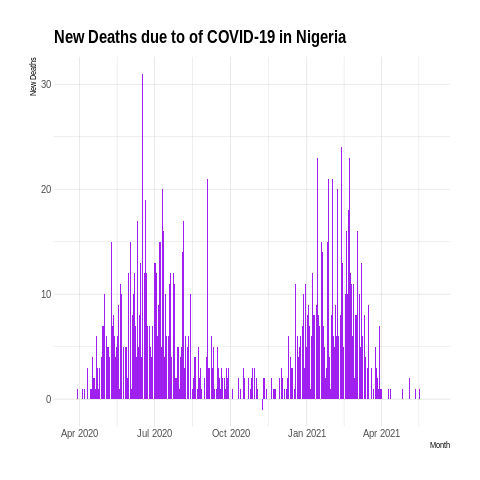 New Deaths due to of COVID-19 in Nigeria
New Deaths
30
20
10
0
Apr 2020 Jul 2020 Oct 2020 Jan 2021 Apr 2021
Month